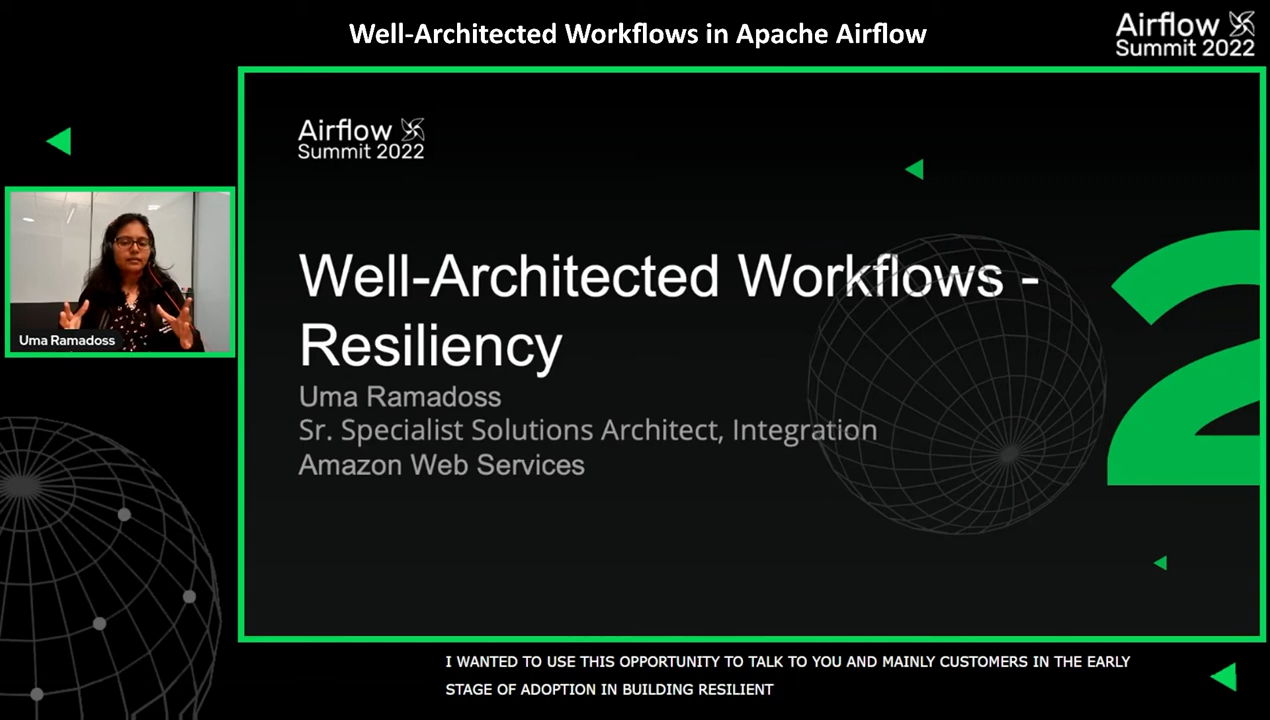 Well-Architected Workflows in Apache Airflow
Airflow
Summit 2022
Airflow
Summit 2022
Well-Architected Workflows -
Resiliency
Uma Ramadoss
Sr. Specialist Solutions Architect, Integration
Amazon Web Services
2
Uma Ramadoss
I WANTED TO USE THIS OPPORTUNITY TO TALK TO YOU AND MAINLY CUSTOMERS IN THE EARLY
STAGE OF ADOPTION IN BUILDING RESILIENT